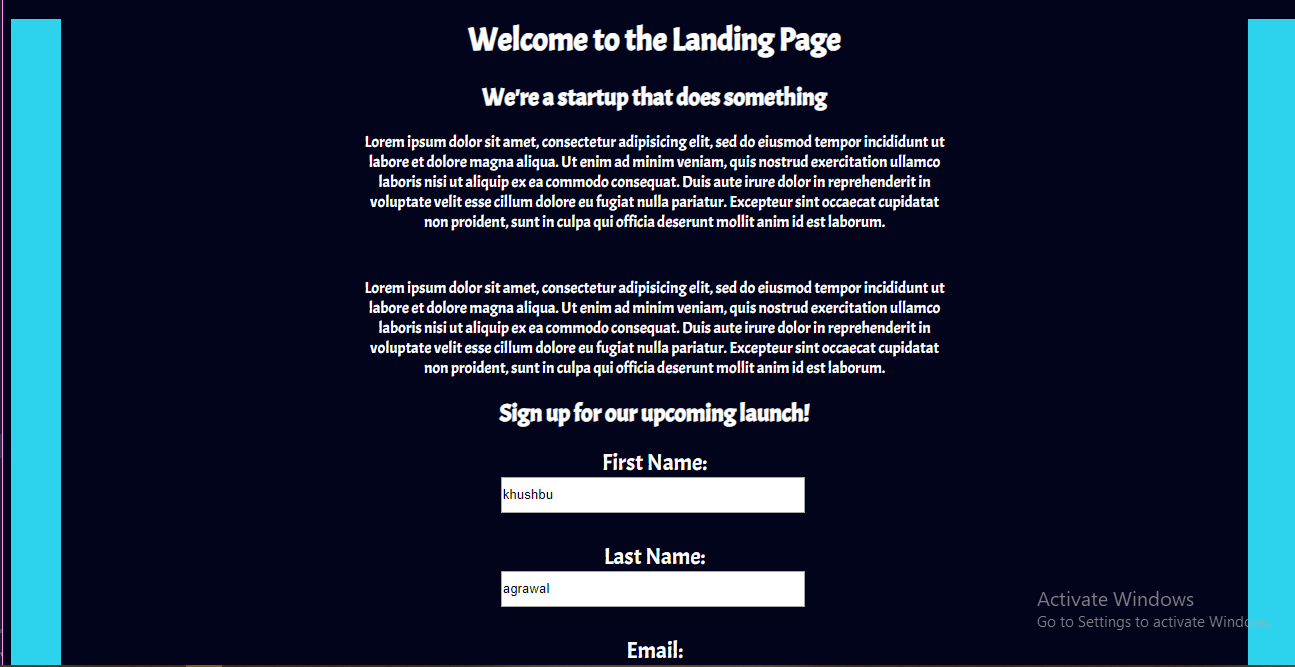 Welcome to the Landing Page
We're a startup that does something
Lorem ipsum dolor sit amet, consectetur adipisicing elit, sed do eiusmod tempor incididunt ut
labore et dolore magna aliqua. Ut enim ad minim veniam, quis nostrud exercitation ullamco
laboris nisi ut aliquip ex ea commodo consequat. Duis aute irure dolor in reprehenderit in
voluptate velit esse cillum dolore eu fugiat nulla pariatur. Excepteur sint occaecat cupidatat
non proident, sunt in culpa qui officia deserunt mollit anim id est laborum.
Lorem ipsum dolor sit amet, consectetur adipisicing elit, sed do eiusmod tempor incididunt ut
labore et dolore magna aliqua. Ut enim ad minim veniam, quis nostrud exercitation ullamco
laboris nisi ut aliquip ex ea commodo consequat. Duis aute irure dolor in reprehenderit in
voluptate velit esse cillum dolore eu fugiat nulla pariatur. Excepteur sint occaecat cupidatat
non proident, sunt in culpa qui officia deserunt mollit anim id est laborum.
Sign up for our upcoming launch!
First Name:
khushbu
Last Name:
agrawal
Activate Windows
Go to Settings to activate Windows.
Email: